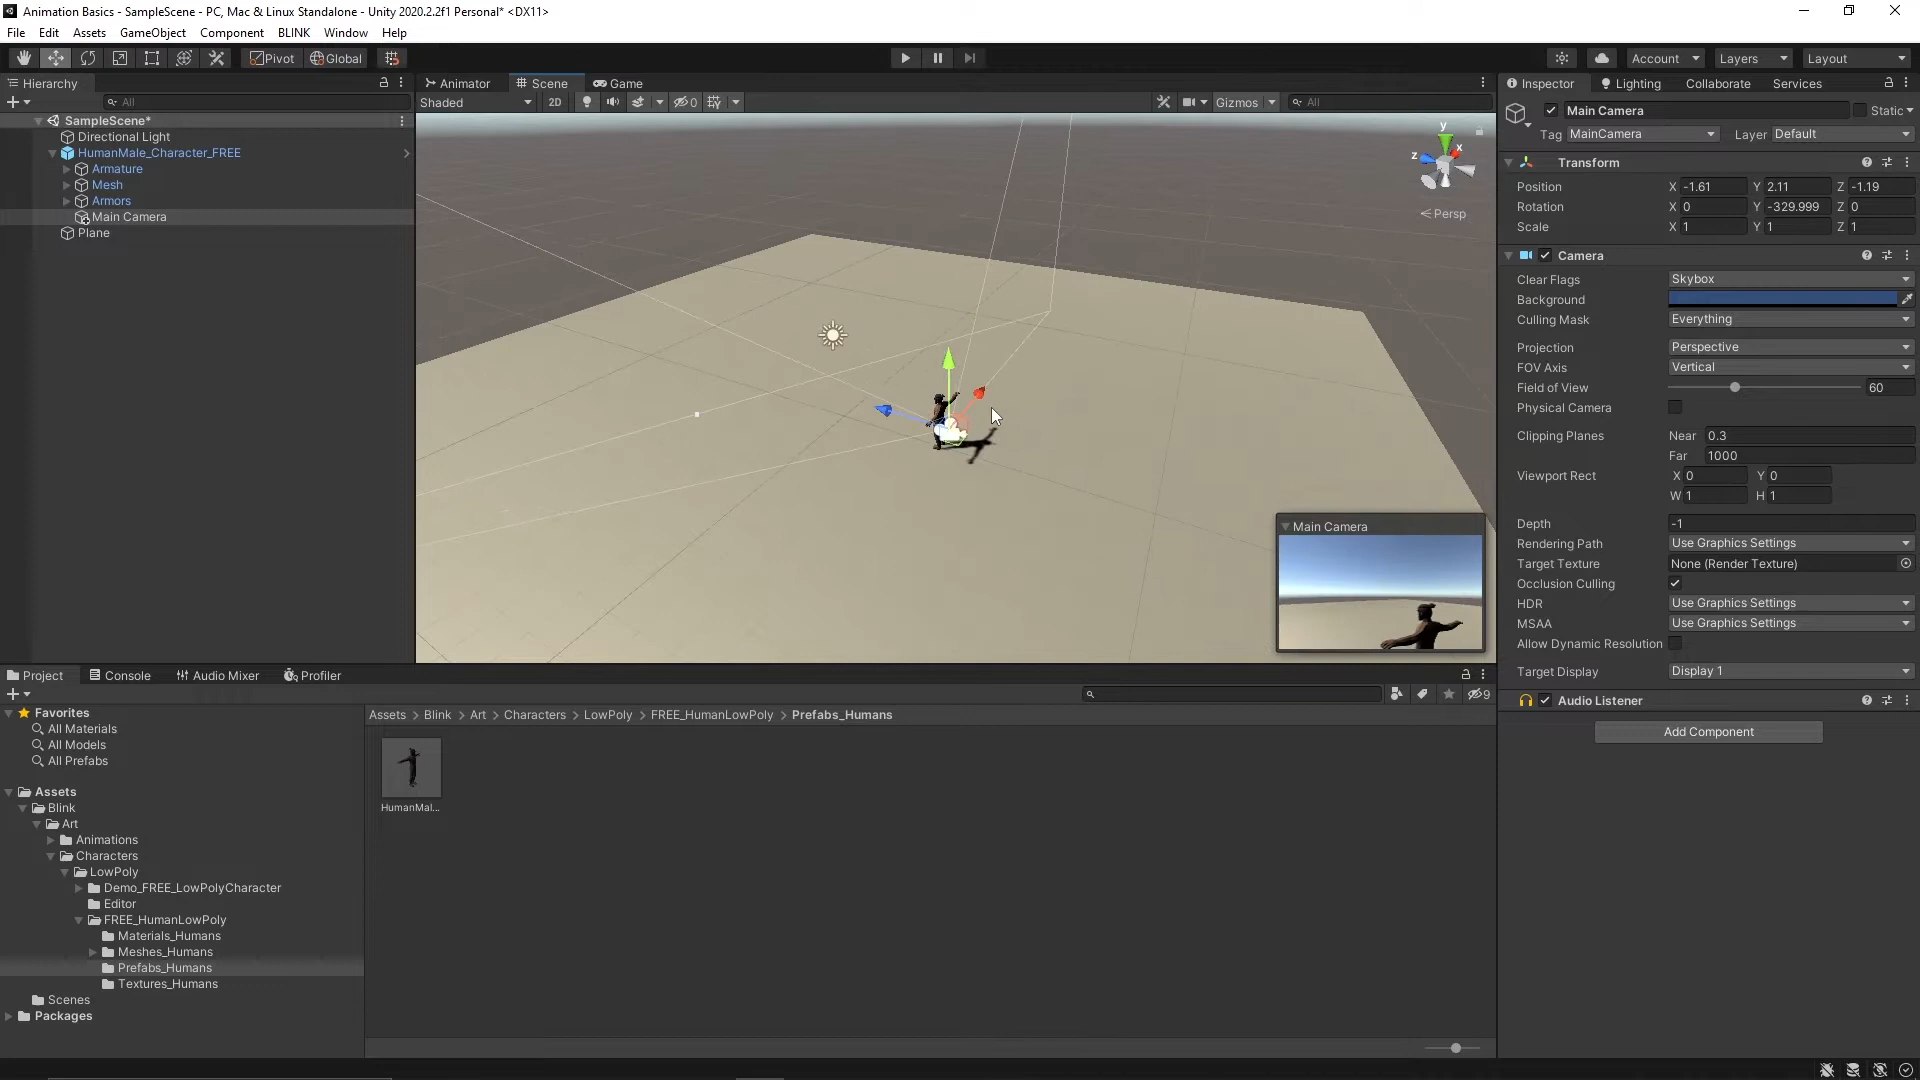 Animation Basics - SampleScene - PC, Mac & Linux Standalone - Unity 2020.2.2f1 Personal* <DX11>
File Edit Assets GameObject Component BLINK Window Help
Pivot Global Account Layers Layout
Hierarchy
All
SampleScene*
Directional Light
HumanMale_Character_FREE
Armature
Mesh
Armors
Main Camera
Plane
Animator Scene Game
Shaded 2D 0 Gizmos All
y
x
z
Persp
Main Camera
Inspector Lighting Collaborate Services
Main Camera Static
Tag MainCamera Layer Default
Transform
Position X -1.61 Y 2.11 Z -1.19
Rotation X 0 Y -329.999 Z 0
Scale X 1 Y 1 Z 1
Camera
Clear Flags Skybox
Background
Culling Mask Everything
Projection Perspective
FOV Axis Vertical
Field of View 60
Physical Camera
Clipping Planes Near 0.3
Far 1000
Viewport Rect X 0 Y 0
W 1 H 1
Depth -1
Rendering Path Use Graphics Settings
Target Texture None (Render Texture)
Occlusion Culling
HDR Use Graphics Settings
MSAA Use Graphics Settings
Allow Dynamic Resolution
Target Display Display 1
Audio Listener
Add Component
Project Console Audio Mixer Profiler
9
Favorites
All Materials
All Models
All Prefabs
Assets
Blink
Art
Animations
Characters
LowPoly
Demo_FREE_LowPolyCharacter
Editor
FREE_HumanLowPoly
Materials_Humans
Meshes_Humans
Prefabs_Humans
Textures_Humans
Scenes
Packages
Assets > Blink > Art > Characters > LowPoly > FREE_HumanLowPoly > Prefabs_Humans
HumanMal...